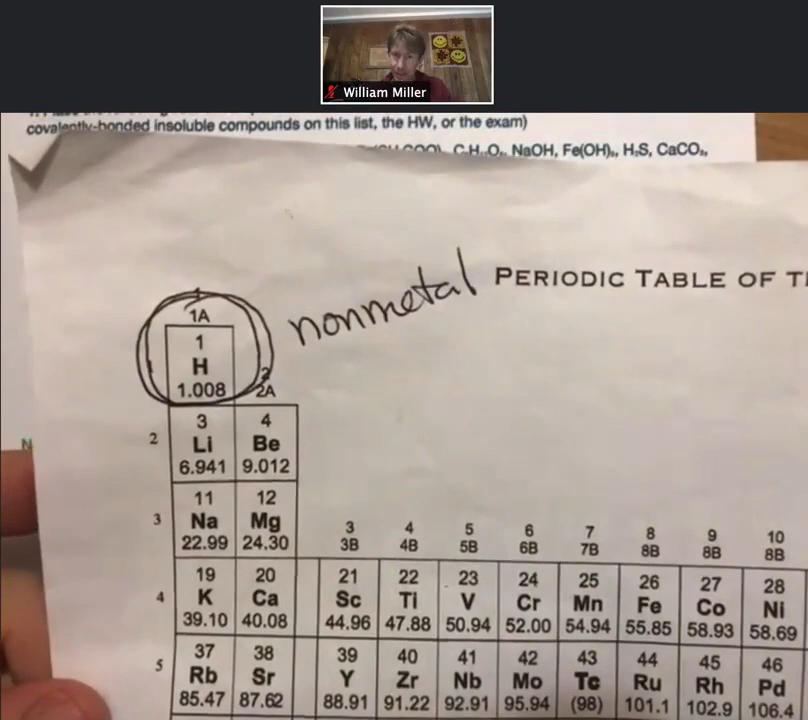 William Miller
covalently-bonded insoluble compounds on this list, the HW, or the exam)
NaOH, Fe(OH)₃, H₂S, CaCO₃,
nonmetal
PERIODIC TABLE OF
1
1A
1
H
1.008
2
2A
2
3 4
Li Be
6.941 9.012
3
11 12
Na Mg
22.99 24.30
3 4 5 6 7 8 9 10
3B 4B 5B 6B 7B 8B 8B 8B
4
19 20 21 22 23 24 25 26 27 28
K Ca Sc Ti V Cr Mn Fe Co Ni
39.10 40.08 44.96 47.88 50.94 52.00 54.94 55.85 58.93 58.69
5
37 38 39 40 41 42 43 44 45 46
Rb Sr Y Zr Nb Mo Tc Ru Rh Pd
85.47 87.62 88.91 91.22 92.91 95.94 (98) 101.1 102.9 106.4